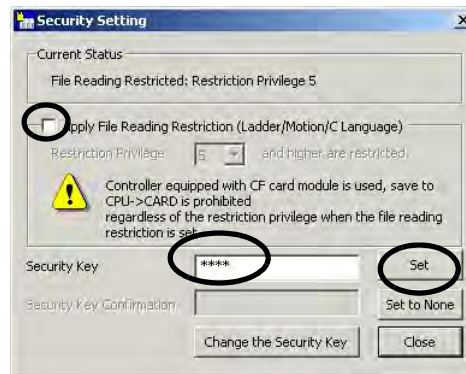 Security Setting
Current Status
File Reading Restricted: Restriction Privilege 5
Apply File Reading Restriction (Ladder/Motion/C Language)
Restriction Privilege 5 and higher are restricted.
Controller equipped with CF card module is used, save to
CPU->CARD is prohibited
regardless of the restriction privilege when the file reading
restriction is set.
Security Key **** Set
Security Key Confirmation Set to None
Change the Security Key Close